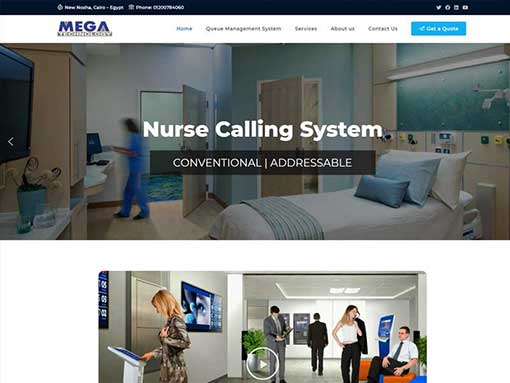 New Nozha, Cairo – Egypt Phone: 01200784060
MEGA
TECHNOLOGY
Home Queue Management System Services About us Contact Us Get a Quote
Nurse Calling System
CONVENTIONAL | ADDRESSABLE